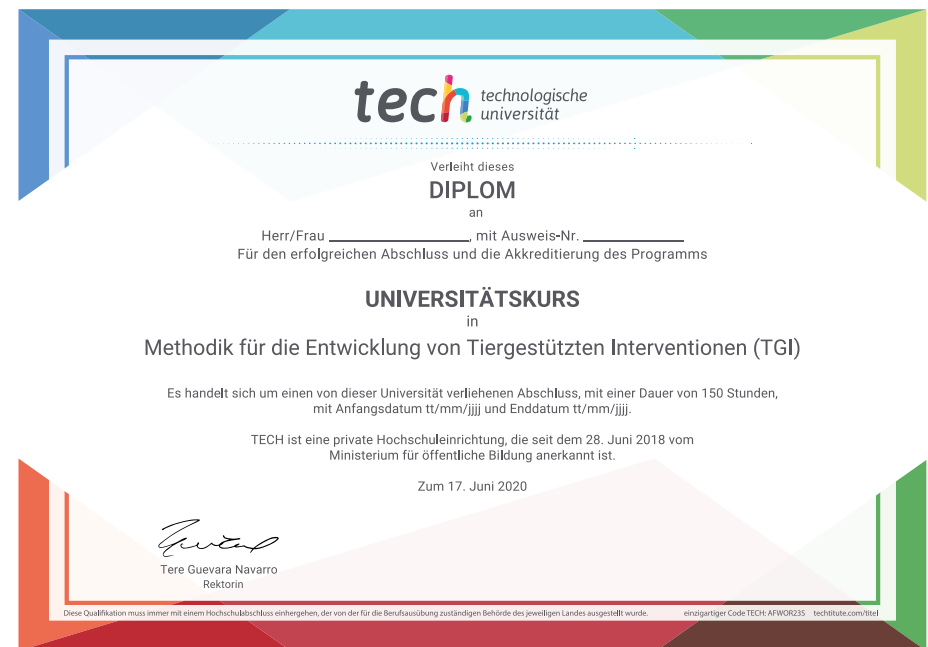 tech technologische
universität
Verleiht dieses
DIPLOM
an
Herr/Frau ____________________, mit Ausweis-Nr. ______________
Für den erfolgreichen Abschluss und die Akkreditierung des Programms
UNIVERSITÄTSKURS
in
Methodik für die Entwicklung von Tiergestützten Interventionen (TGI)
Es handelt sich um einen von dieser Universität verliehenen Abschluss, mit einer Dauer von 150 Stunden,
mit Anfangsdatum tt/mm/jjjj und Enddatum tt/mm/jjjj.
TECH ist eine private Hochschuleinrichtung, die seit dem 28. Juni 2018 vom
Ministerium für öffentliche Bildung anerkannt ist.
Zum 17. Juni 2020
Tere Guevara Navarro
Rektorin
Diese Qualifikation muss immer mit einem Hochschulabschluss einhergehen, der von der für die Berufsausübung zuständigen Behörde des jeweiligen Landes ausgestellt wurde. einzigartiger Code TECH: AFWOR235 techtitute.com/titel